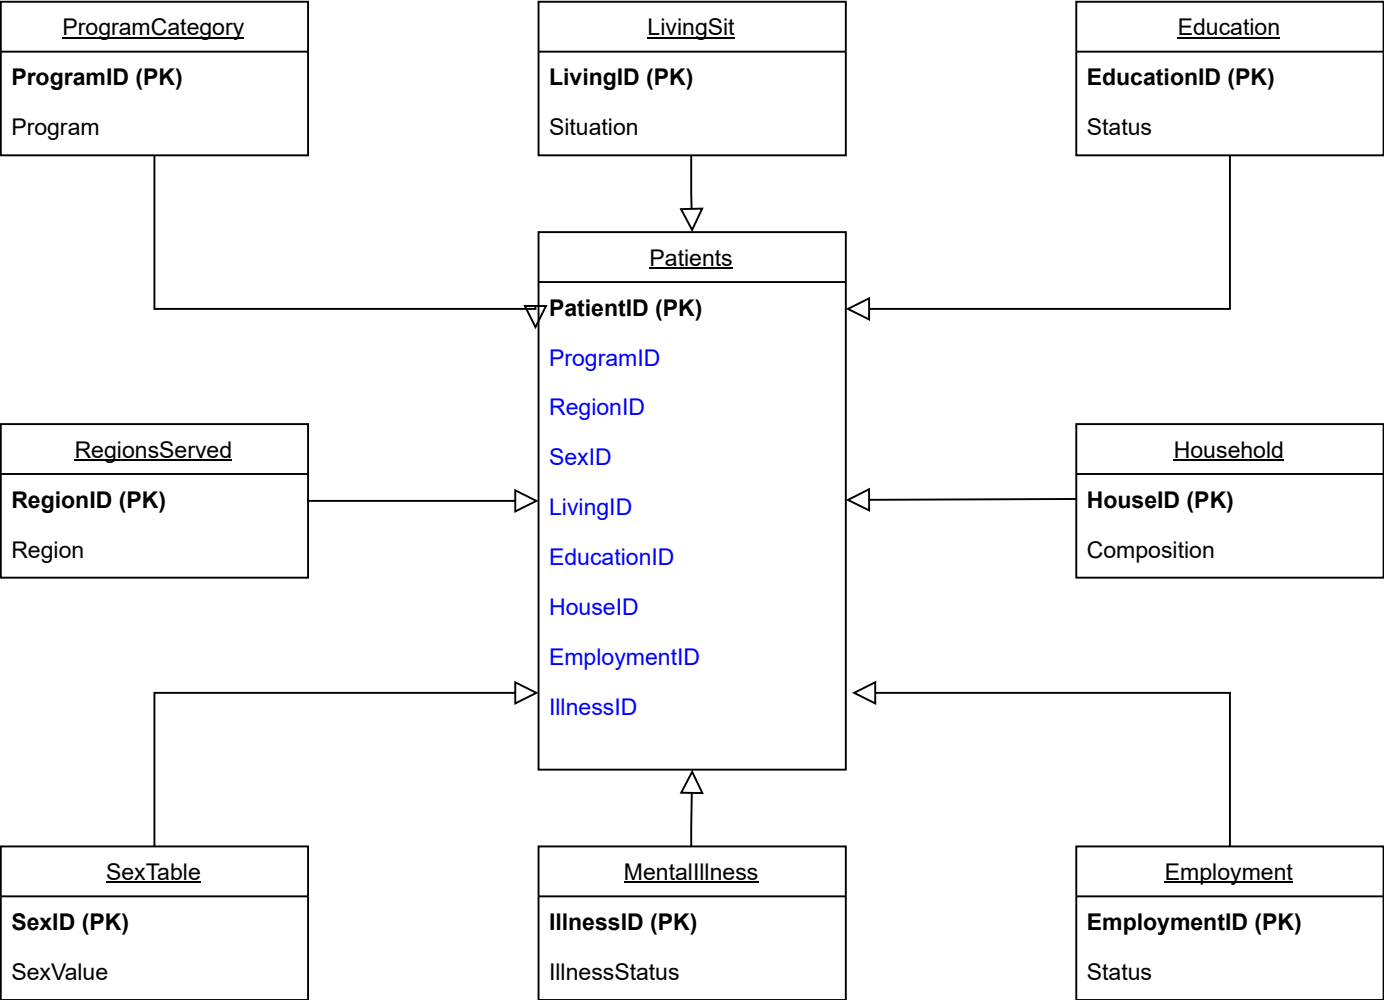 ProgramCategory
ProgramID (PK)
Program
LivingSit
LivingID (PK)
Situation
Education
EducationID (PK)
Status
Patients
PatientID (PK)
ProgramID
RegionID
SexID
LivingID
EducationID
HouseID
EmploymentID
IllnessID
RegionsServed
RegionID (PK)
Region
Household
HouseID (PK)
Composition
SexTable
SexID (PK)
SexValue
MentalIllness
IllnessID (PK)
IllnessStatus
Employment
EmploymentID (PK)
Status